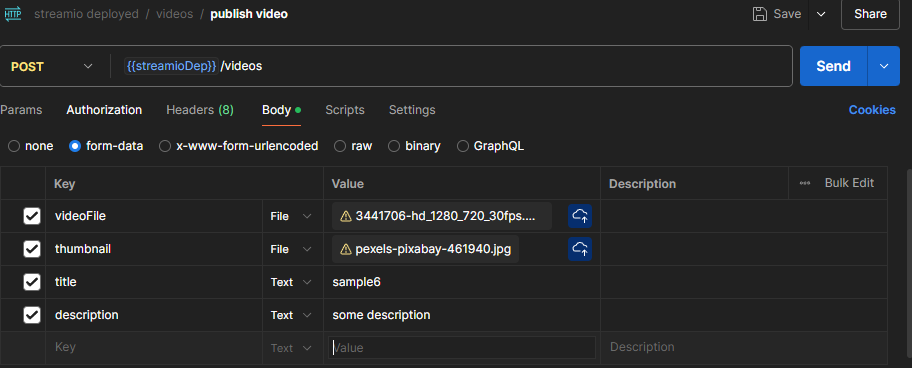 HTTP streamio deployed / videos / publish video Save Share
POST {{streamioDep}} /videos Send
Params Authorization Headers (8) Body Scripts Settings Cookies
none form-data x-www-form-urlencoded raw binary GraphQL
Key Value Description Bulk Edit
videoFile File 3441706-hd_1280_720_30fps....
thumbnail File pexels-pixabay-461940.jpg
title Text sample6
description Text some description
Key Text Value Description